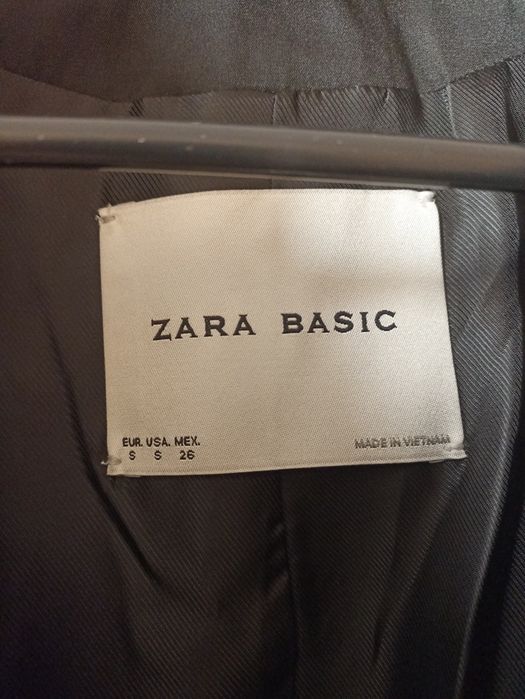 ZARA BASIC
EUR. USA. MEX.
S S 26
MADE IN VIETNAM